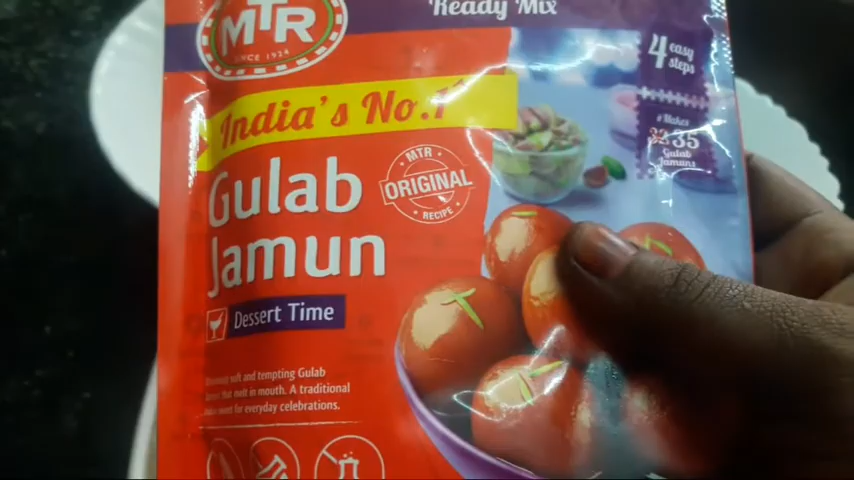 MTR
SINCE 1924
Ready Mix
4 easy
steps
Makes
32 35
Gulab
Jamuns
India's No.1*
Gulab
Jamun
MTR
ORIGINAL
RECIPE
Dessert Time
soft and tempting Gulab
that melt in mouth. A traditional
for everyday celebrations.